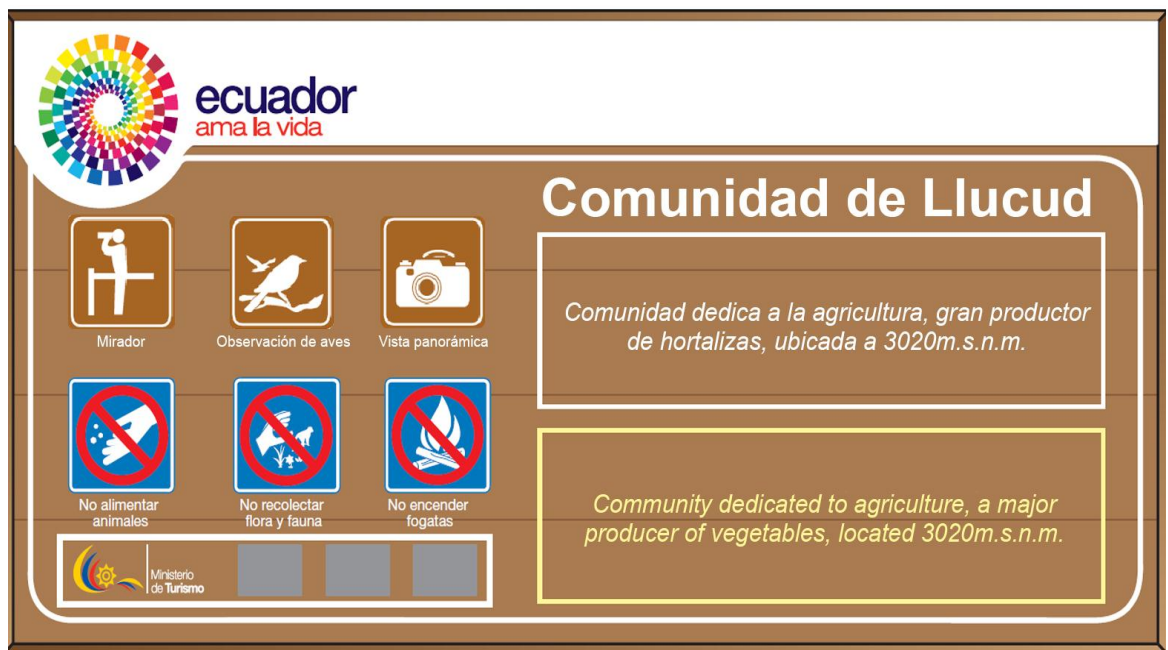 ecuador
ama la vida
Comunidad de Llucud
Mirador
Observación de aves
Vista panorámica
Comunidad dedica a la agricultura, gran productor
de hortalizas, ubicada a 3020m.s.n.m.
No alimentar
animales
No recolectar
flora y fauna
No encender
fogatas
Community dedicated to agriculture, a major
producer of vegetables, located 3020m.s.n.m.
Ministerio
de Turismo